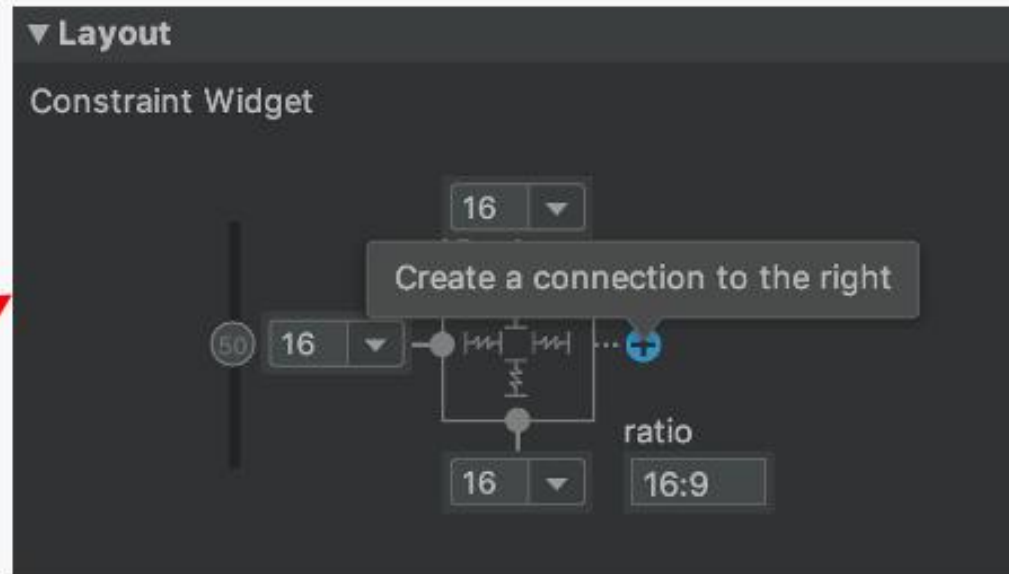 Layout
Constraint Widget
16
Create a connection to the right
50
16
ratio
16
16:9